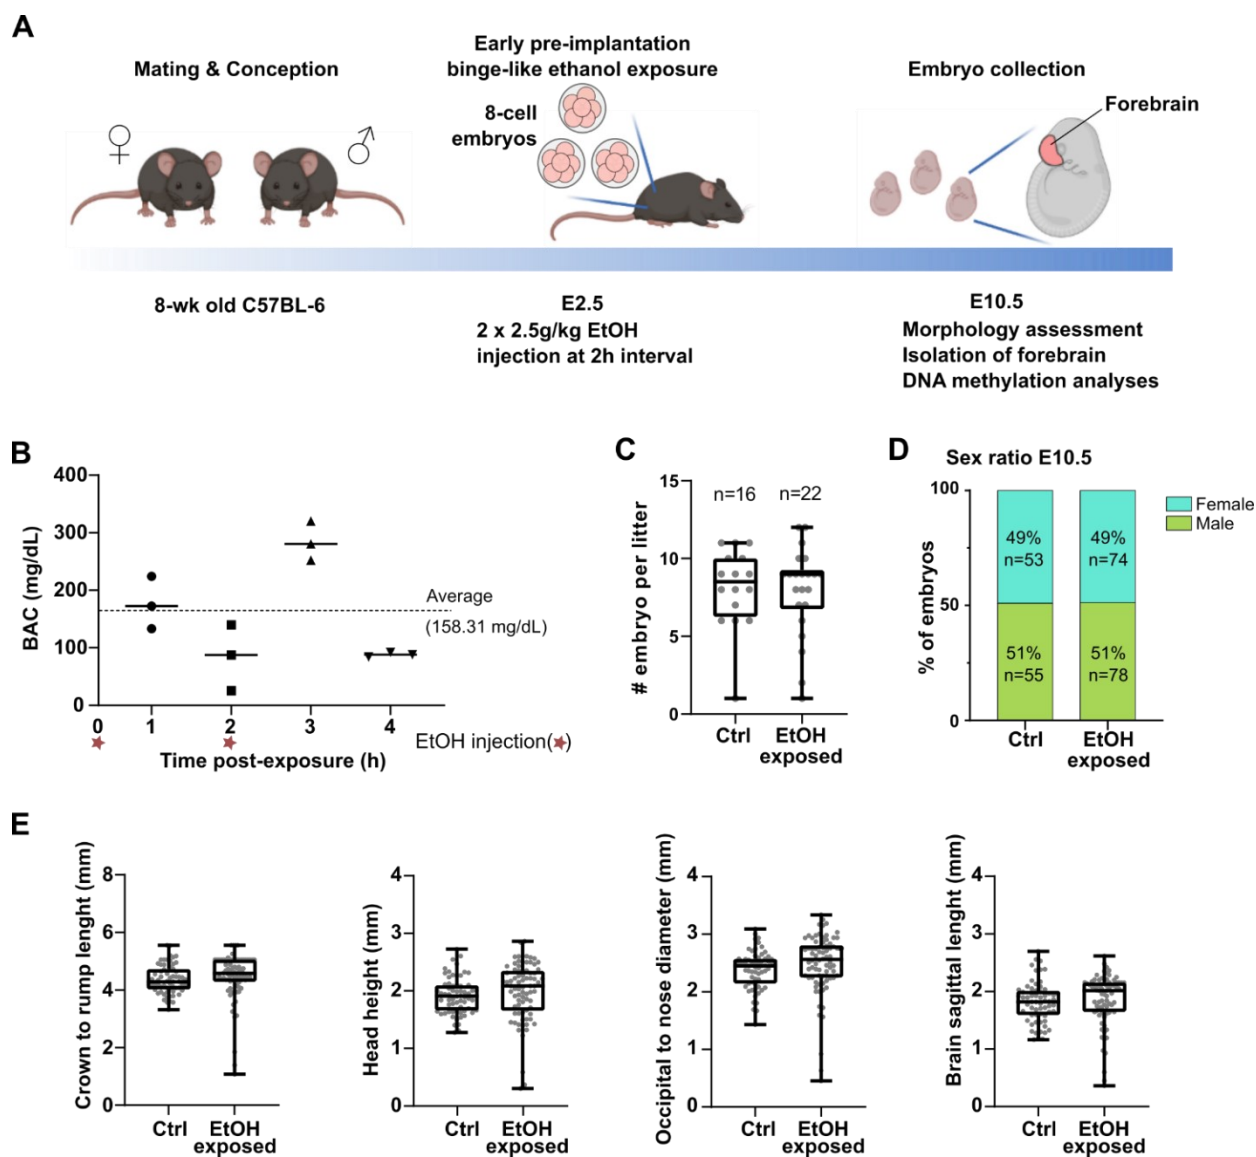 A
Mating & Conception
Early pre-implantation
binge-like ethanol exposure
8-cell
embryos
Embryo collection
Forebrain
♀
♂
8-wk old C57BL-6
E2.5
2 x 2.5g/kg EtOH
injection at 2h interval
E10.5
Morphology assessment
Isolation of forebrain
DNA methylation analyses
B
BAC (mg/dL)
400
300
200
100
0
Average
(158.31 mg/dL)
0 1 2 3 4
Time post-exposure (h)
EtOH injection(★)
C
# embryo per litter
15
10
5
0
n=16 n=22
Ctrl EtOH
exposed
D
Sex ratio E10.5
% of embryos
100
50
0
49%
n=53
49%
n=74
51%
n=55
51%
n=78
Ctrl EtOH
exposed
Female
Male
E
Crown to rump lenght (mm)
8
6
4
2
0
Ctrl EtOH
exposed
Head height (mm)
4
3
2
1
0
Ctrl EtOH
exposed
Occipital to nose diameter (mm)
4
3
2
1
0
Ctrl EtOH
exposed
Brain sagittal lenght (mm)
4
3
2
1
0
Ctrl EtOH
exposed